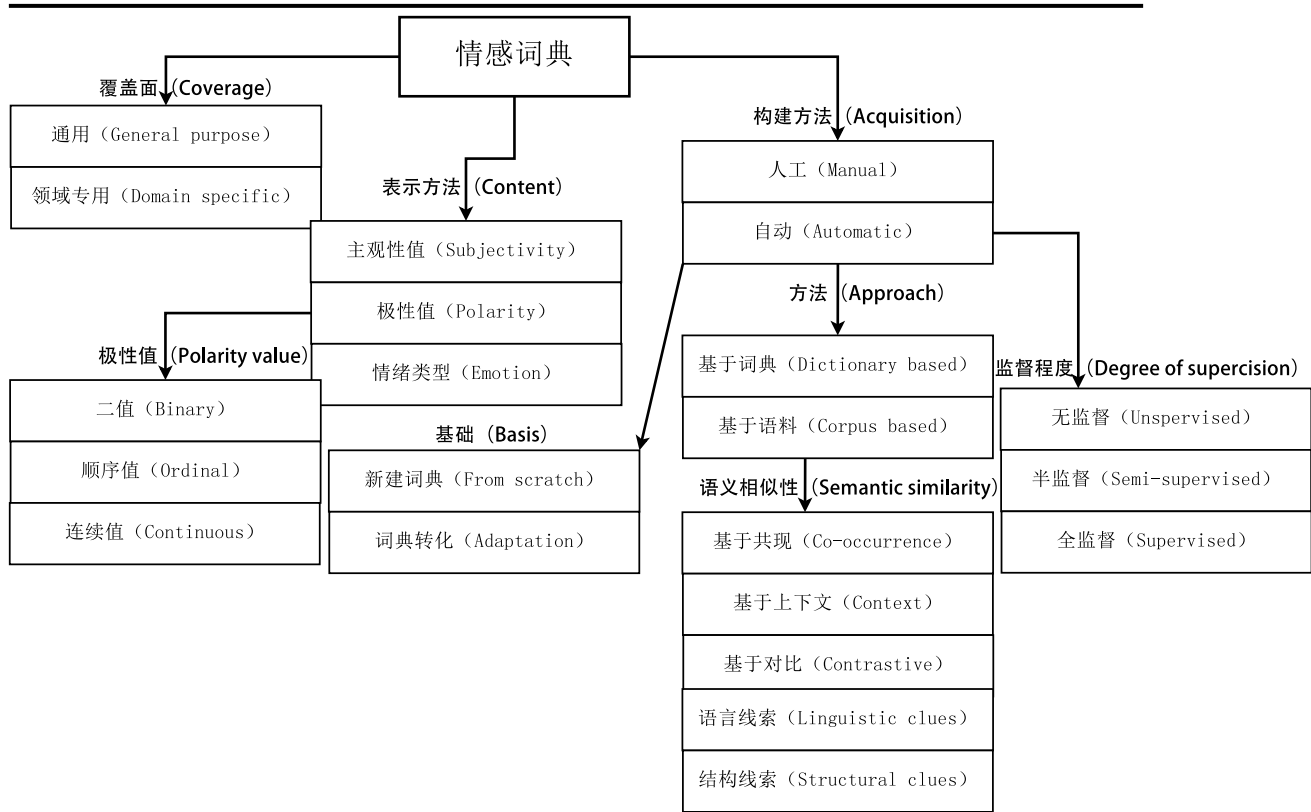 情感词典
覆盖面（Coverage）
通用（General purpose）
领域专用（Domain specific）
表示方法（Content）
主观性值（Subjectivity）
极性值（Polarity）
情绪类型（Emotion）
极性值（Polarity value）
二值（Binary）
顺序值（Ordinal）
连续值（Continuous）
构建方法（Acquisition）
人工（Manual）
自动（Automatic）
基础（Basis）
新建词典（From scratch）
词典转化（Adaptation）
方法（Approach）
基于词典（Dictionary based）
基于语料（Corpus based）
语义相似性（Semantic similarity）
基于共现（Co-occurrence）
基于上下文（Context）
基于对比（Contrastive）
语言线索（Linguistic clues）
结构线索（Structural clues）
监督程度（Degree of supercision）
无监督（Unspervised）
半监督（Semi-supervised）
全监督（Supervised）